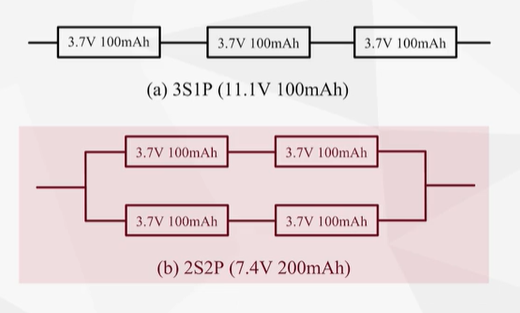 3.7V 100mAh 3.7V 100mAh 3.7V 100mAh
(a) 3S1P (11.1V 100mAh)
3.7V 100mAh 3.7V 100mAh
3.7V 100mAh 3.7V 100mAh
(b) 2S2P (7.4V 200mAh)